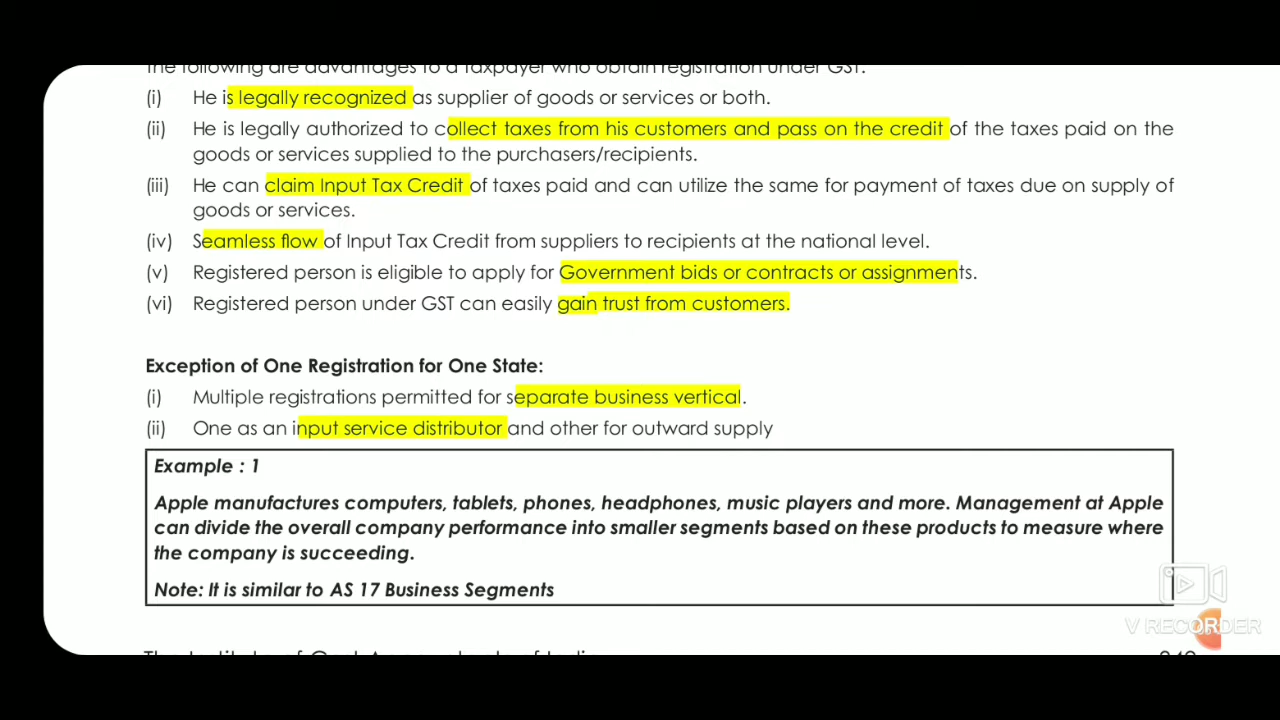 The following are advantages to a taxpayer who obtain registration under GST.
(i) He is legally recognized as supplier of goods or services or both.
(ii) He is legally authorized to collect taxes from his customers and pass on the credit of the taxes paid on the
goods or services supplied to the purchasers/recipients.
(iii) He can claim Input Tax Credit of taxes paid and can utilize the same for payment of taxes due on supply of
goods or services.
(iv) Seamless flow of Input Tax Credit from suppliers to recipients at the national level.
(v) Registered person is eligible to apply for Government bids or contracts or assignments.
(vi) Registered person under GST can easily gain trust from customers.
Exception of One Registration for One State:
(i) Multiple registrations permitted for separate business vertical.
(ii) One as an input service distributor and other for outward supply
Example : 1
Apple manufactures computers, tablets, phones, headphones, music players and more. Management at Apple
can divide the overall company performance into smaller segments based on these products to measure where
the company is succeeding.
Note: It is similar to AS 17 Business Segments
V RECORDER
The Institute of Cost Accountants of India